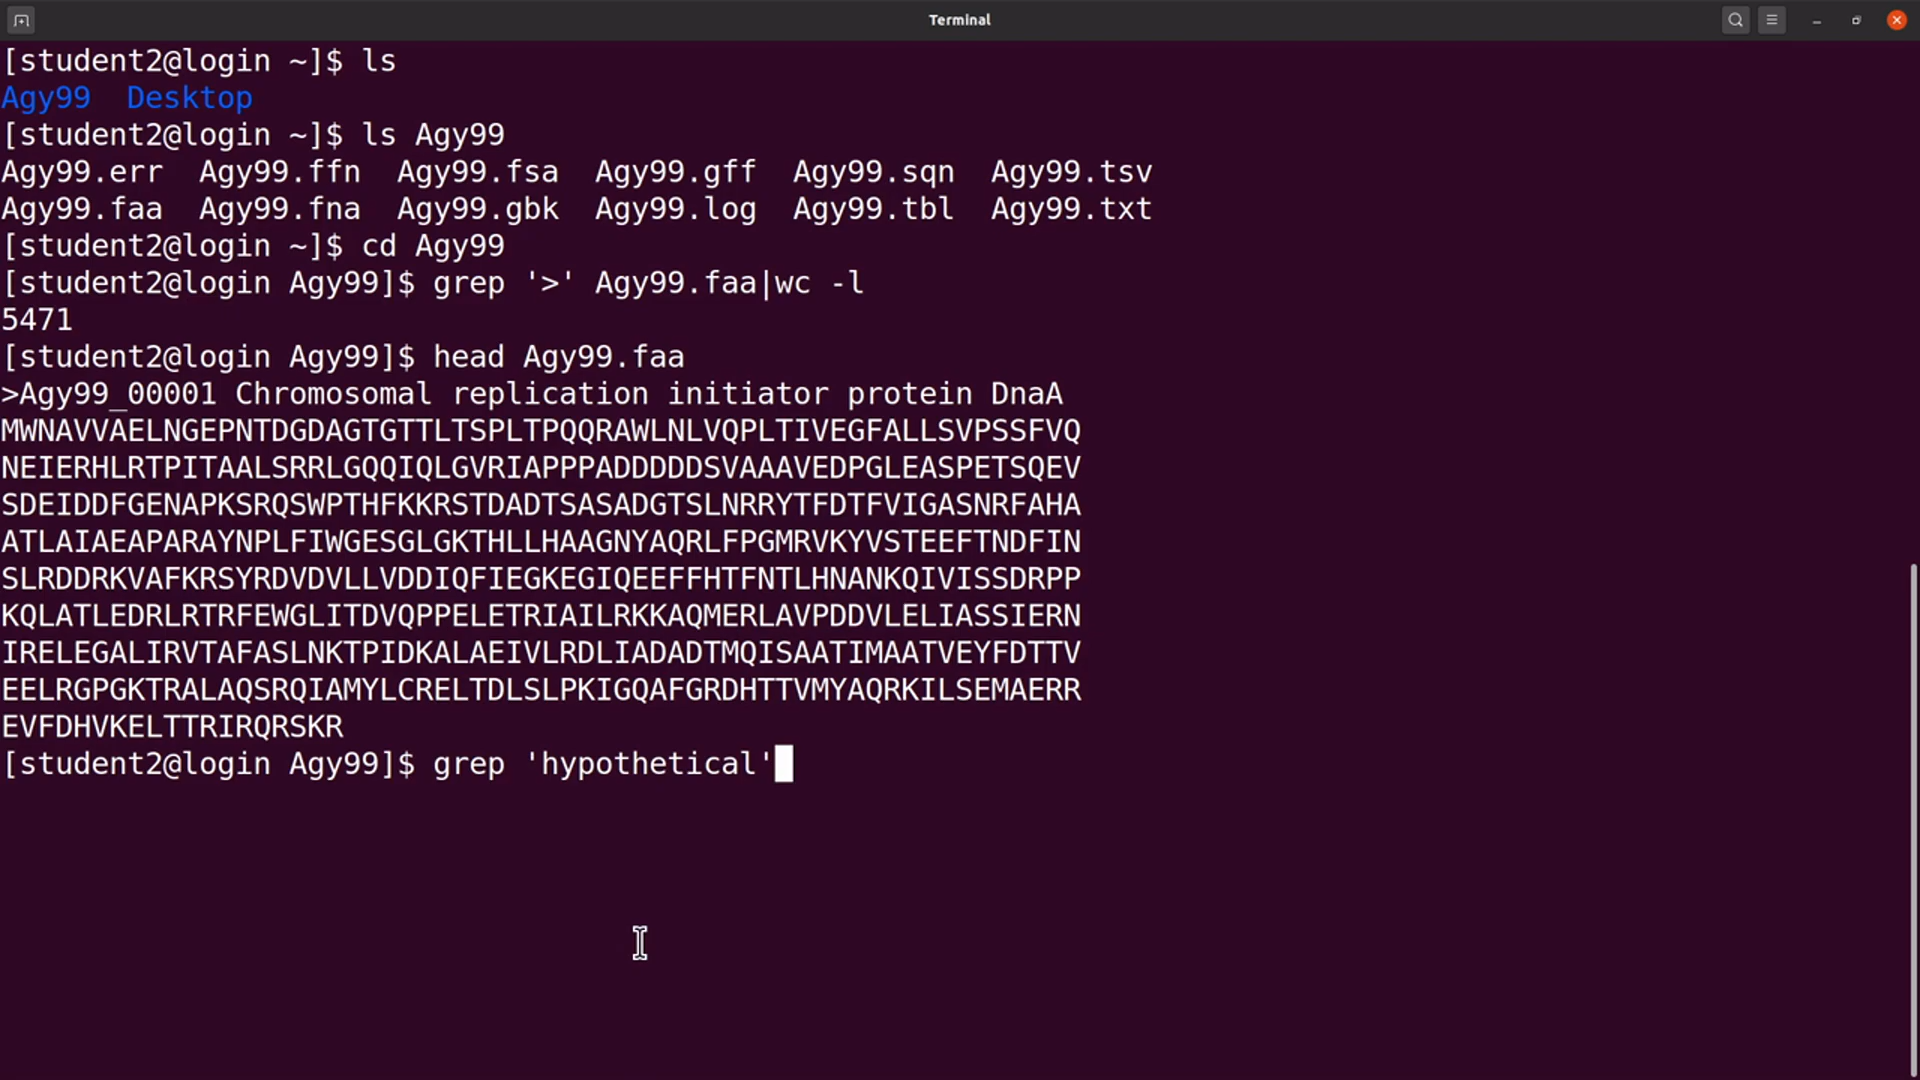 Terminal
[student2@login ~]$ ls
Agy99  Desktop
[student2@login ~]$ ls Agy99
Agy99.err  Agy99.ffn  Agy99.fsa  Agy99.gff  Agy99.sqn  Agy99.tsv
Agy99.faa  Agy99.fna  Agy99.gbk  Agy99.log  Agy99.tbl  Agy99.txt
[student2@login ~]$ cd Agy99
[student2@login Agy99]$ grep '>' Agy99.faa|wc -l
5471
[student2@login Agy99]$ head Agy99.faa
>Agy99_00001 Chromosomal replication initiator protein DnaA
MWNAVVAELNGEPNTDGDAGTGTTLTSPLTPQQRAWLNLVQPLTIVEGFALLSVPSSFVQ
NEIERHLRTPITAALSRRLGQQIQLGVRIAPPPADDDDDSVAAAVEDPGLEASPETSQEV
SDEIDDFGENAPKSRQSWPTHFKKRSTDADTSASADGTSLNRRYTFDTFVIGASNRFAHA
ATLAIAEAPARAYNPLFIWGESGLGKTHLLHAAGNYAQRLFPGMRVKYVSTEEFTNDFIN
SLRDDRKVAFKRSYRDVDVLLVDDIQFIEGKEGIQEEFFHTFNTLHNANKQIVISSDRPP
KQLATLEDRLRTRFEWGLITDVQPPELETRIAILRKKAQMERLAVPDDVLELIASSIERN
IRELEGALIRVTAFASLNKTPIDKALAEIVLRDLIADADTMQISAATIMAATVEYFDTTV
EELRGPGKTRALAQSRQIAMYLCRELTDLSLPKIGQAFGRDHTTVMYAQRKILSEMAERR
EVFDHVKELTTRIRQRSKR
[student2@login Agy99]$ grep 'hypothetical'